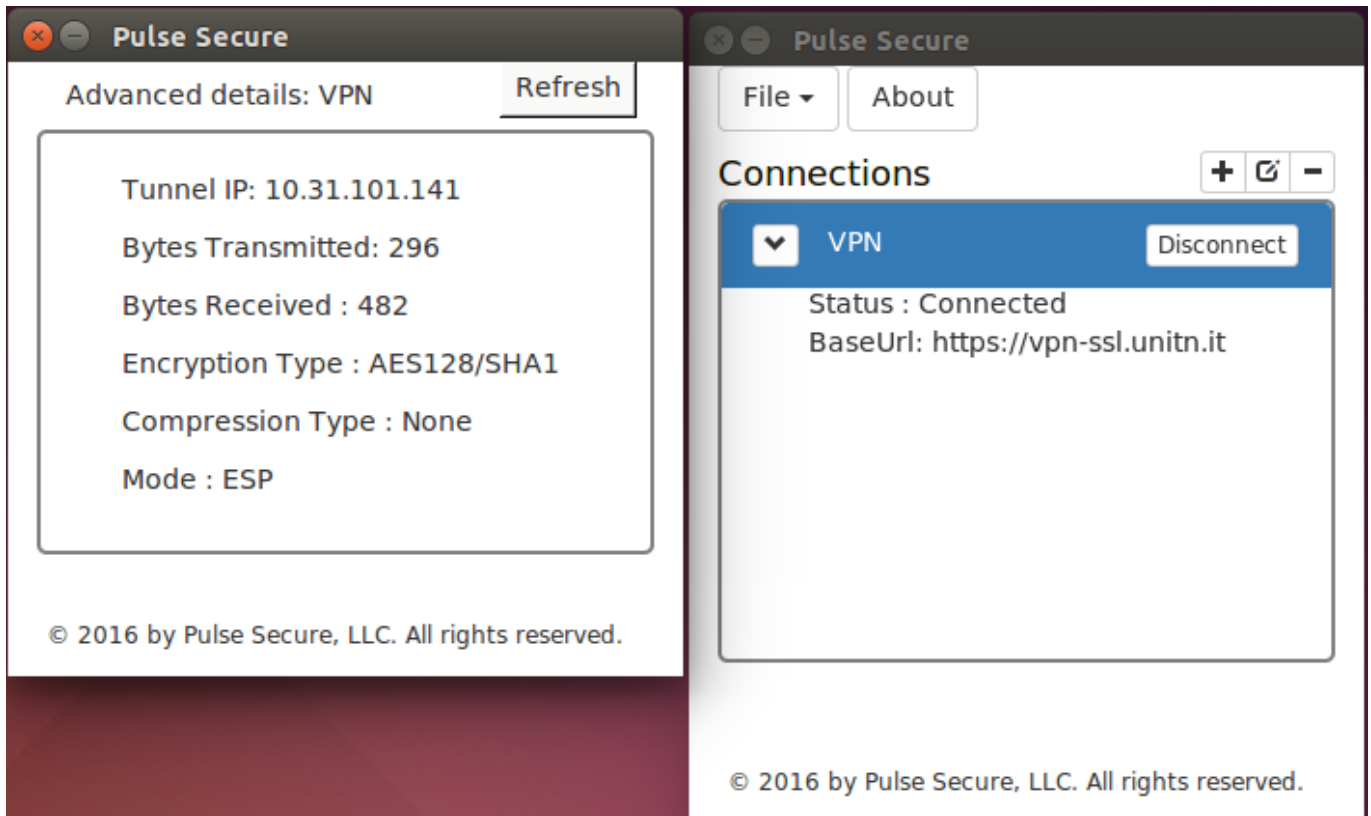 Pulse Secure
Advanced details: VPN
Refresh
Tunnel IP: 10.31.101.141
Bytes Transmitted: 296
Bytes Received : 482
Encryption Type : AES128/SHA1
Compression Type : None
Mode : ESP
© 2016 by Pulse Secure, LLC. All rights reserved.
Pulse Secure
File
About
Connections
VPN
Disconnect
Status : Connected
BaseUrl: https://vpn-ssl.unitn.it
© 2016 by Pulse Secure, LLC. All rights reserved.